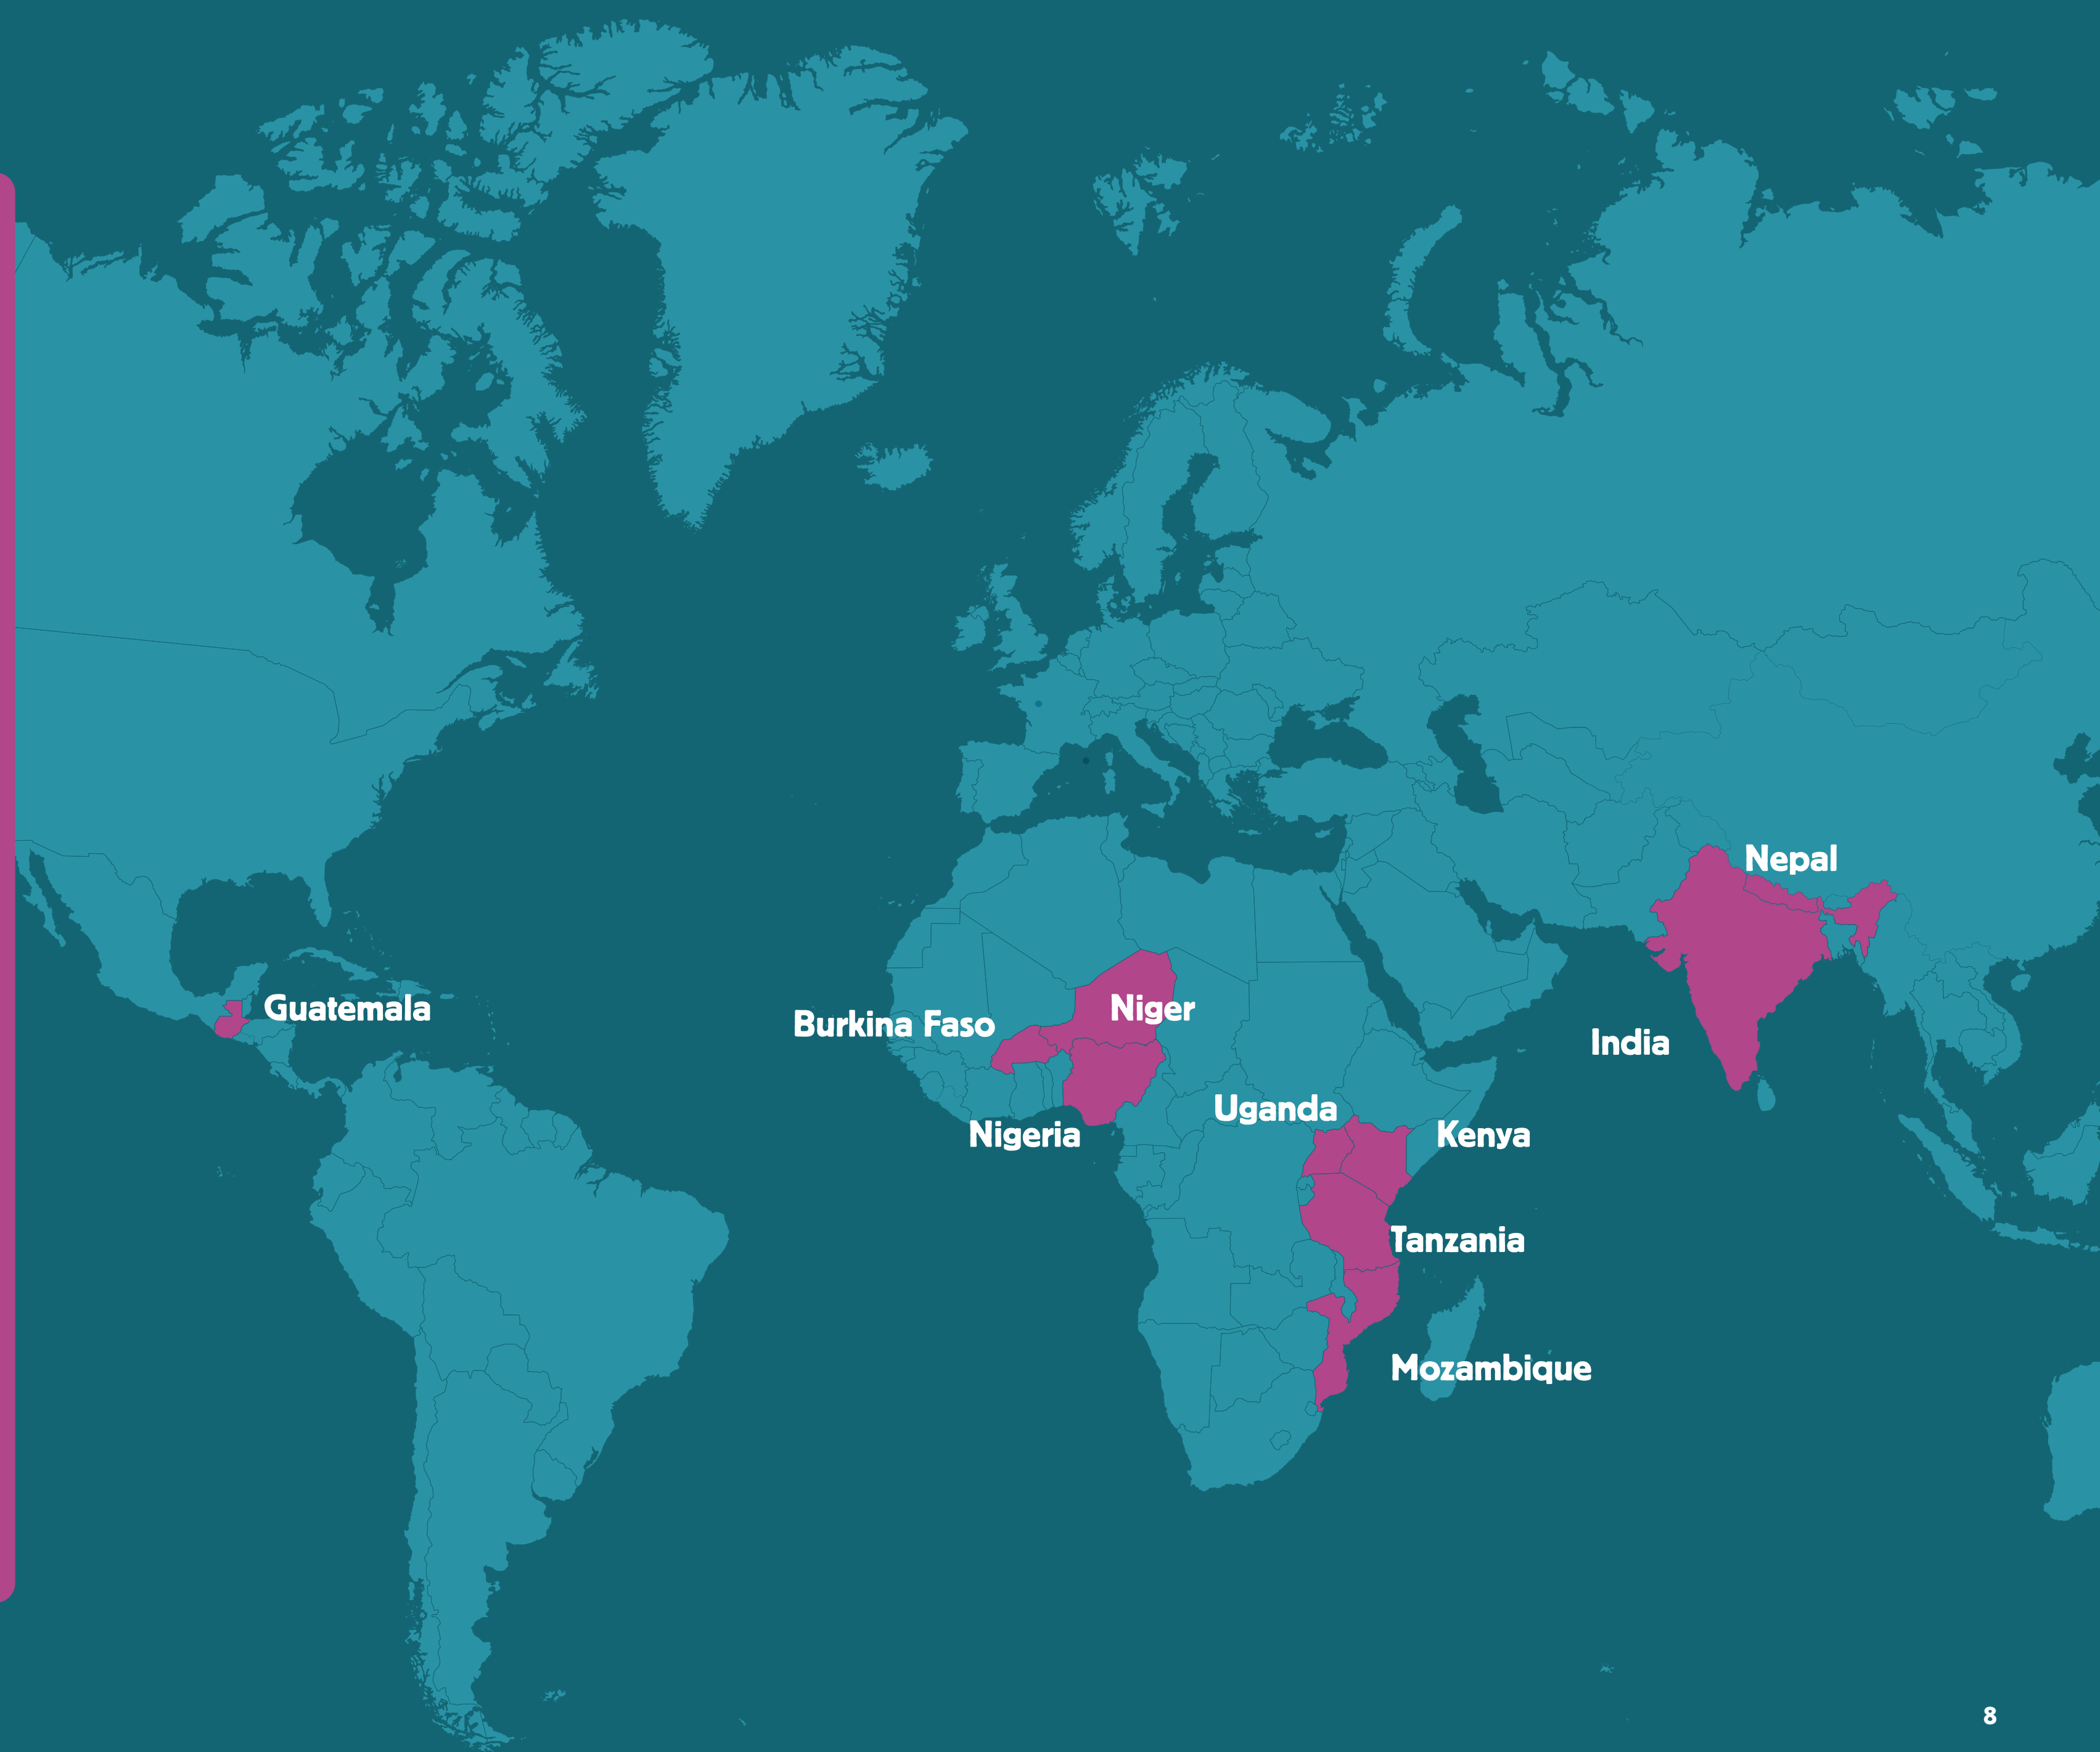 Nepal
Guatemala
Niger
Burkina Faso
India
Uganda
Nigeria
Kenya
Tanzania
Mozambique
8